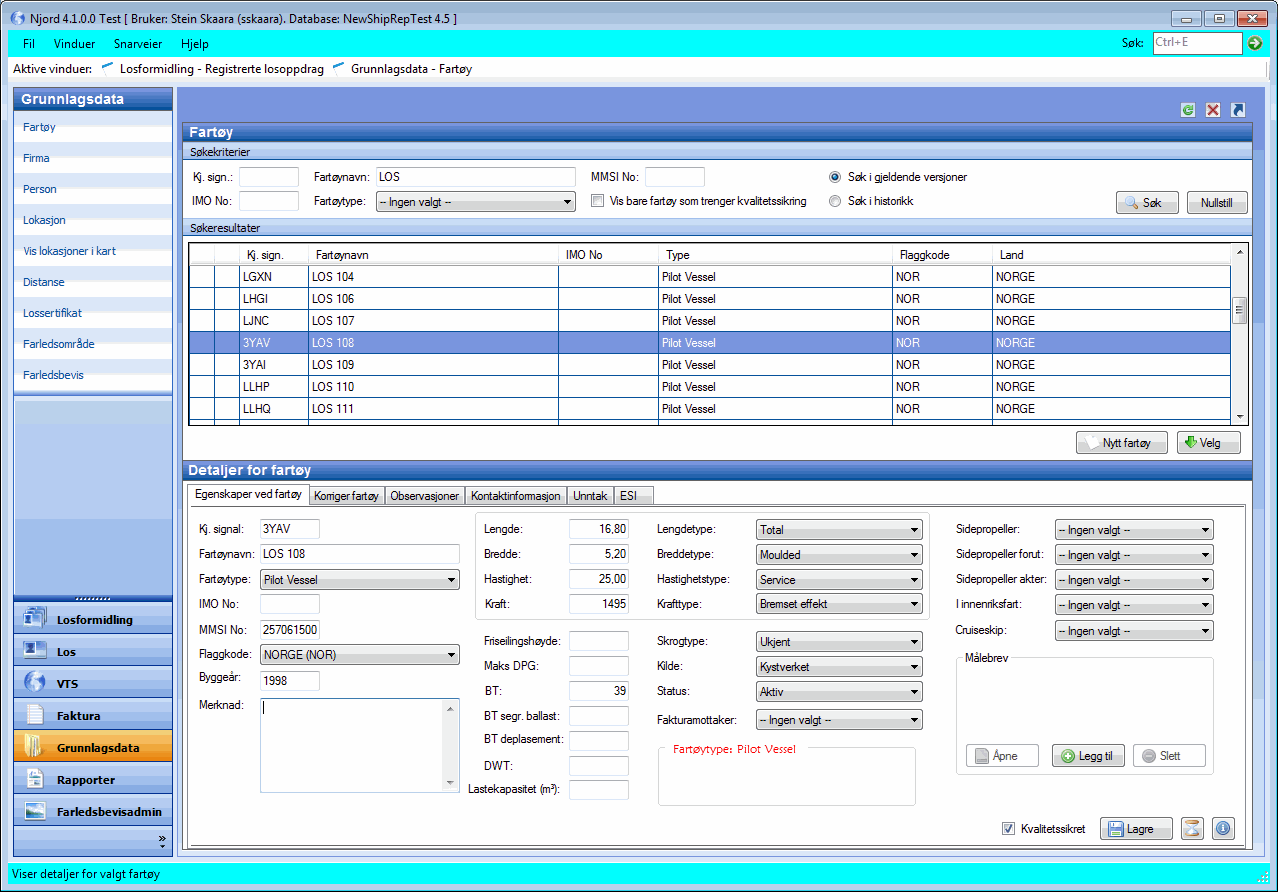 Njord 4.1.0.0 Test [ Bruker: Stein Skaara (sskaara). Database: NewShipRepTest 4.5 ]
Fil Vinduer Snarveier Hjelp Søk: Ctrl+E
Aktive vinduer: Losformidling - Registrerte losoppdrag Grunnlagsdata - Fartøy
Grunnlagsdata
Fartøy
Firma
Person
Lokasjon
Vis lokasjoner i kart
Distanse
Lossertifikat
Farledsområde
Farledsbevis
Losformidling
Los
VTS
Faktura
Grunnlagsdata
Rapporter
Farledsbevisadmin
»
Fartøy
Søkekriterier
Kj. sign.: Fartøynavn: LOS MMSI No: Søk i gjeldende versjoner
IMO No: Fartøytype: -- Ingen valgt -- Vis bare fartøy som trenger kvalitetssikring Søk i historikk Søk Nullstill
Søkeresultater
Kj. sign. Fartøynavn IMO No Type Flaggkode Land
LGXN LOS 104 Pilot Vessel NOR NORGE
LHGI LOS 106 Pilot Vessel NOR NORGE
LJNC LOS 107 Pilot Vessel NOR NORGE
3YAV LOS 108 Pilot Vessel NOR NORGE
3YAI LOS 109 Pilot Vessel NOR NORGE
LLHP LOS 110 Pilot Vessel NOR NORGE
LLHQ LOS 111 Pilot Vessel NOR NORGE
Nytt fartøy Velg
Detaljer for fartøy
Egenskaper ved fartøy Korriger fartøy Observasjoner Kontaktinformasjon Unntak ESI
Kj. signal: 3YAV
Fartøynavn: LOS 108
Fartøytype: Pilot Vessel
IMO No:
MMSI No: 257061500
Flaggkode: NORGE (NOR)
Byggeår: 1998
Merknad:
Lengde: 16,80 Lengdetype: Total
Bredde: 5,20 Breddetype: Moulded
Hastighet: 25,00 Hastighetstype: Service
Kraft: 1495 Krafttype: Bremset effekt
Friseilingshøyde: Skrogtype: Ukjent
Maks DPG: Kilde: Kystverket
BT: 39 Status: Aktiv
BT segr. ballast: Fakturamottaker: -- Ingen valgt --
BT deplasement:
DWT:
Lastekapasitet (m³):
Fartøytype: Pilot Vessel
Sidepropeller: -- Ingen valgt --
Sidepropeller forut: -- Ingen valgt --
Sidepropeller akter: -- Ingen valgt --
I innenriksfart: -- Ingen valgt --
Cruiseskip: -- Ingen valgt --
Målebrev
Åpne Legg til Slett
Kvalitetssikret Lagre
Viser detaljer for valgt fartøy